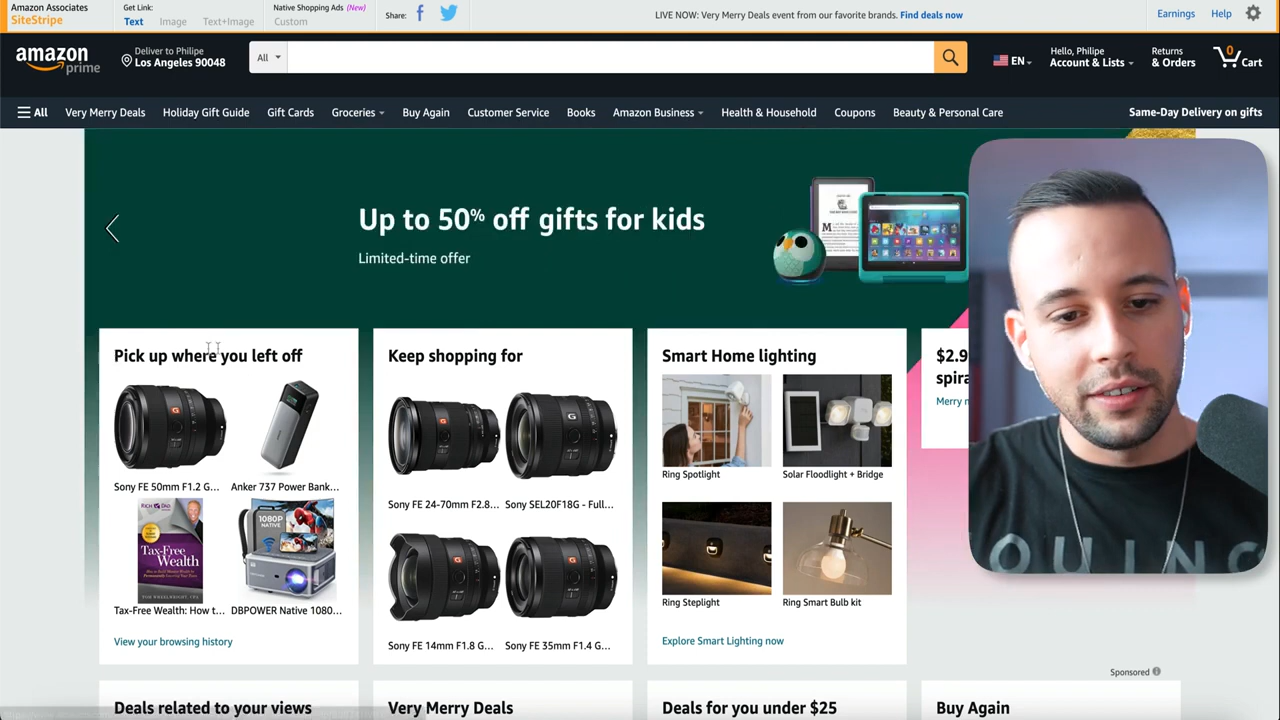 Amazon Associates
SiteStripe
Get Link:
Text Image Text+Image
Native Shopping Ads (New)
Custom
Share:
LIVE NOW: Very Merry Deals event from our favorite brands. Find deals now
Earnings Help
amazon
prime
Deliver to Philipe
Los Angeles 90048
All
EN
Hello, Philipe
Account & Lists
Returns
& Orders
0
Cart
All Very Merry Deals Holiday Gift Guide Gift Cards Groceries Buy Again Customer Service Books Amazon Business Health & Household Coupons Beauty & Personal Care Same-Day Delivery on gifts
Up to 50% off gifts for kids
Limited-time offer
Pick up where you left off
Sony FE 50mm F1.2 G...
Anker 737 Power Bank...
RICH DAD
Tax-Free
Wealth
TOM WHEELWRIGHT, CPA
1080P
NATIVE
Tax-Free Wealth: How t...
DBPOWER Native 1080...
View your browsing history
Keep shopping for
Sony FE 24-70mm F2.8...
Sony SEL20F18G - Full...
Sony FE 14mm F1.8 G...
Sony FE 35mm F1.4 G...
Smart Home lighting
Ring Spotlight
Solar Floodlight + Bridge
Ring Steplight
Ring Smart Bulb kit
Explore Smart Lighting now
$2.9
spira
Merry
Sponsored
Deals related to your views
Very Merry Deals
Deals for you under $25
Buy Again